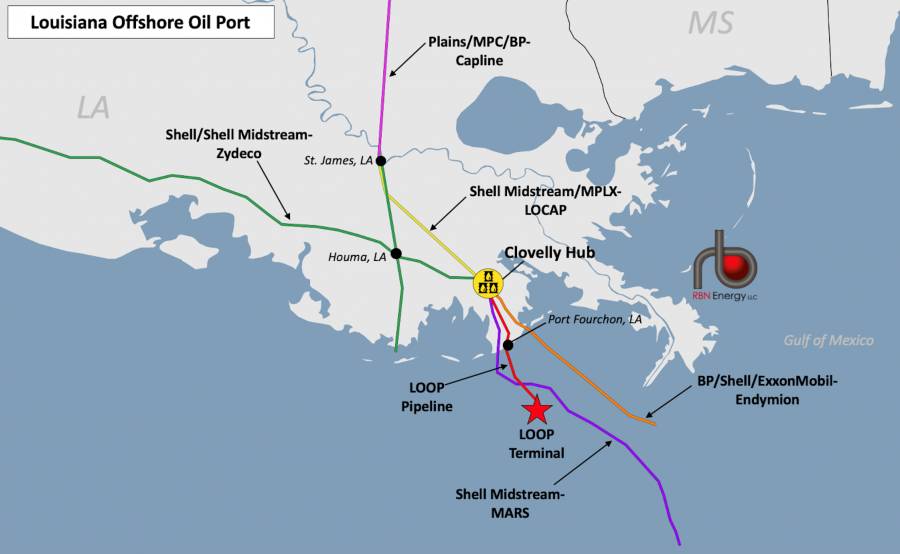 Louisiana Offshore Oil Port
MS
Plains/MPC/BP-
Capline
LA
Shell/Shell Midstream-
Zydeco
St. James, LA
Shell Midstream/MPLX-
LOCAP
Houma, LA
Clovelly Hub
RBN Energy LLC
Port Fourchon, LA
Gulf of Mexico
LOOP
Pipeline
BP/Shell/ExxonMobil-
Endymion
LOOP
Terminal
Shell Midstream-
MARS